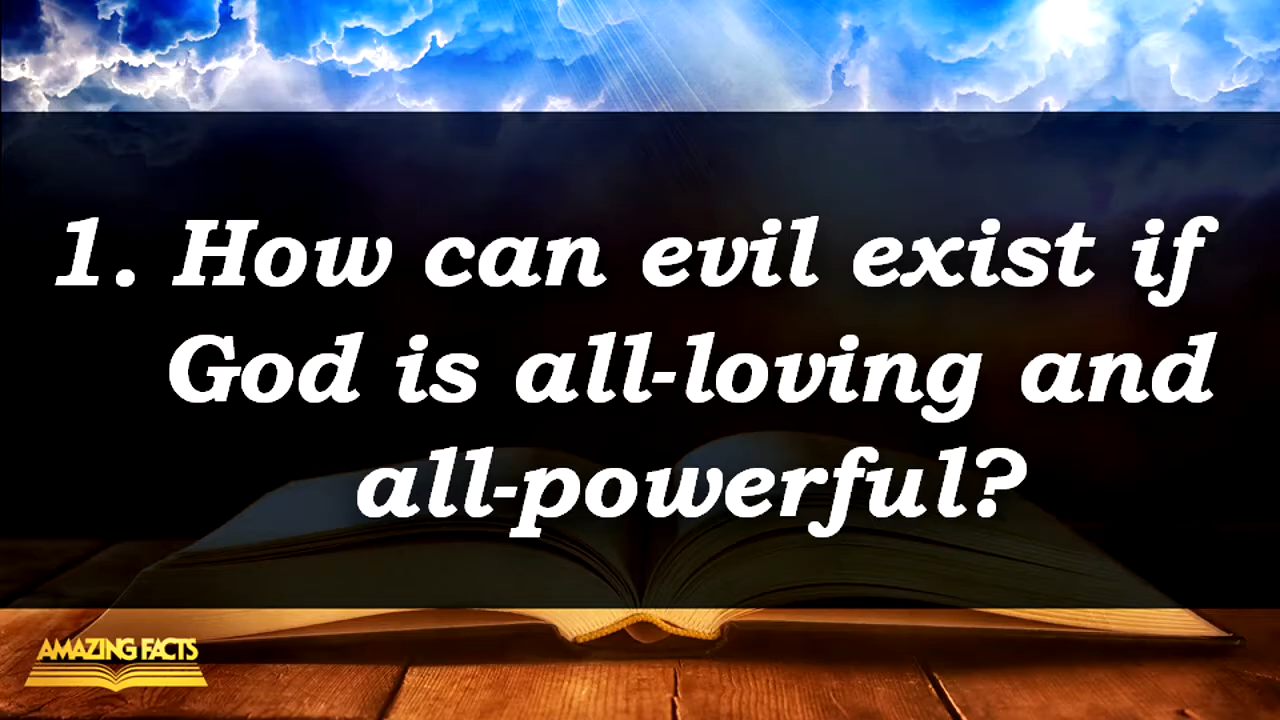 1. How can evil exist if
God is all-loving and
all-powerful?
AMAZING FACTS